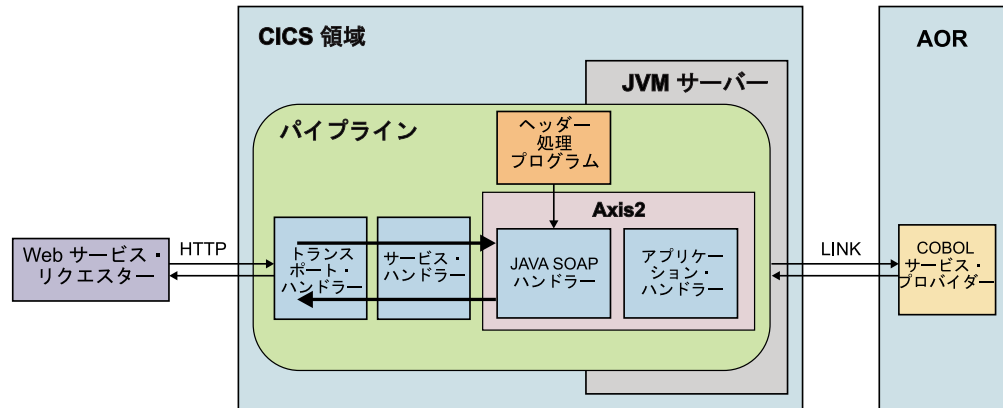 CICS 領域
AOR
JVM サーバー
パイプライン
ヘッダー
処理
プログラム
Axis2
Web サービス・
リクエスター
HTTP
トランス
ポート・
ハンドラー
サービス・
ハンドラー
JAVA SOAP
ハンドラー
アプリケー
ション・
ハンドラー
LINK
COBOL
サービス・
プロバイダー